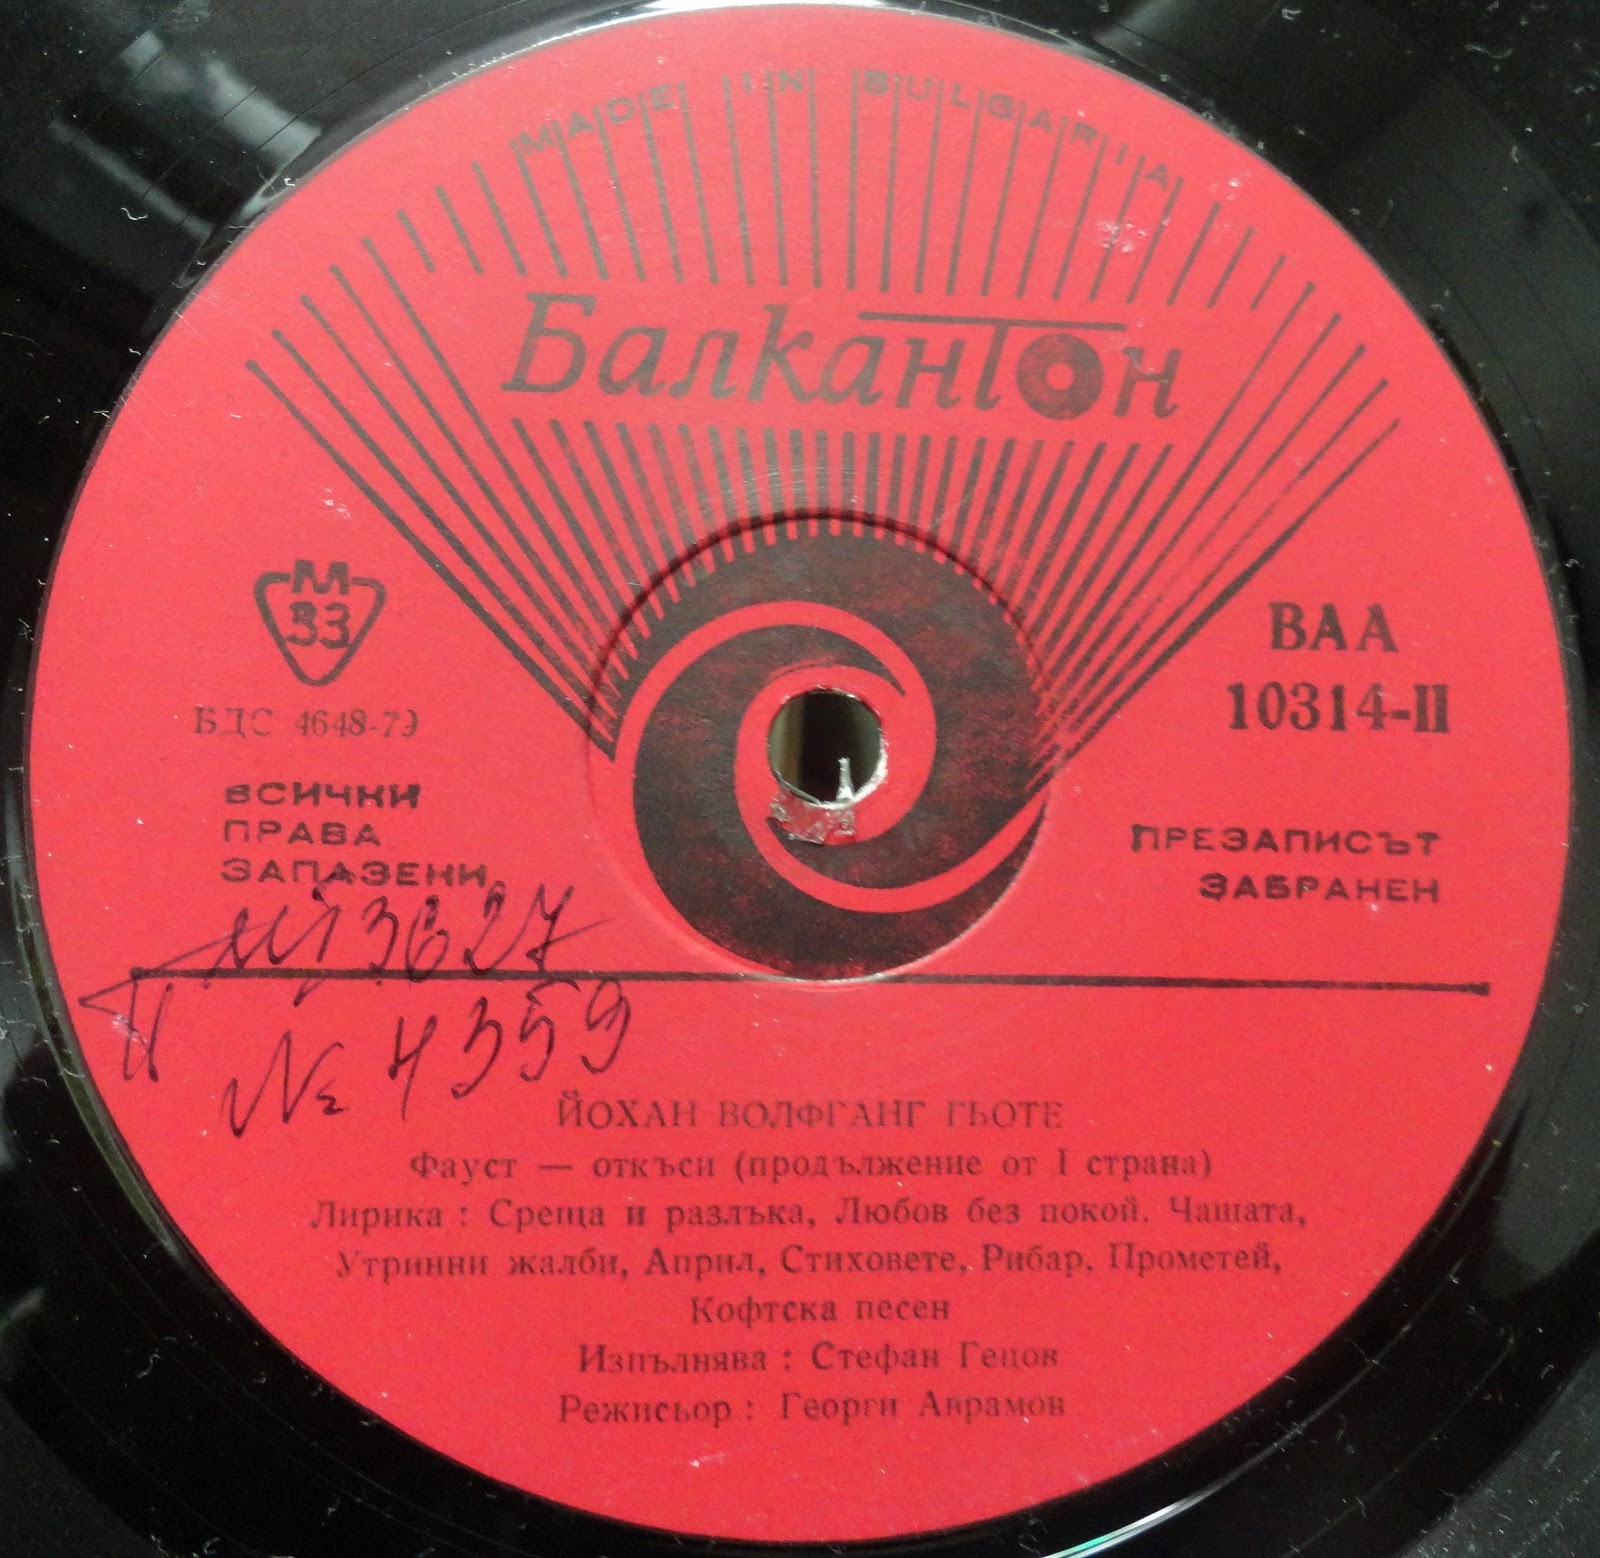 MADE IN BULGARIA
Балкантон
М
33
БДС 4648-79
ВСИЧКИ
ПРАВА
ЗАПАЗЕНИ
ВАА
10314-II
ПРЕЗАПИСЪТ
ЗАБРАНЕН
3627
№ 4359
ЙОХАН ВОЛФГАНГ ГЬОТЕ
Фауст — откъси (продължение от I страна)
Лирика : Среща и разлъка, Любов без покой. Чашата,
Утринни жалби, Април, Стиховете, Рибар, Прометей,
Кофтска песен
Изпълнява : Стефан Гецов
Режисьор : Георги Аврамов